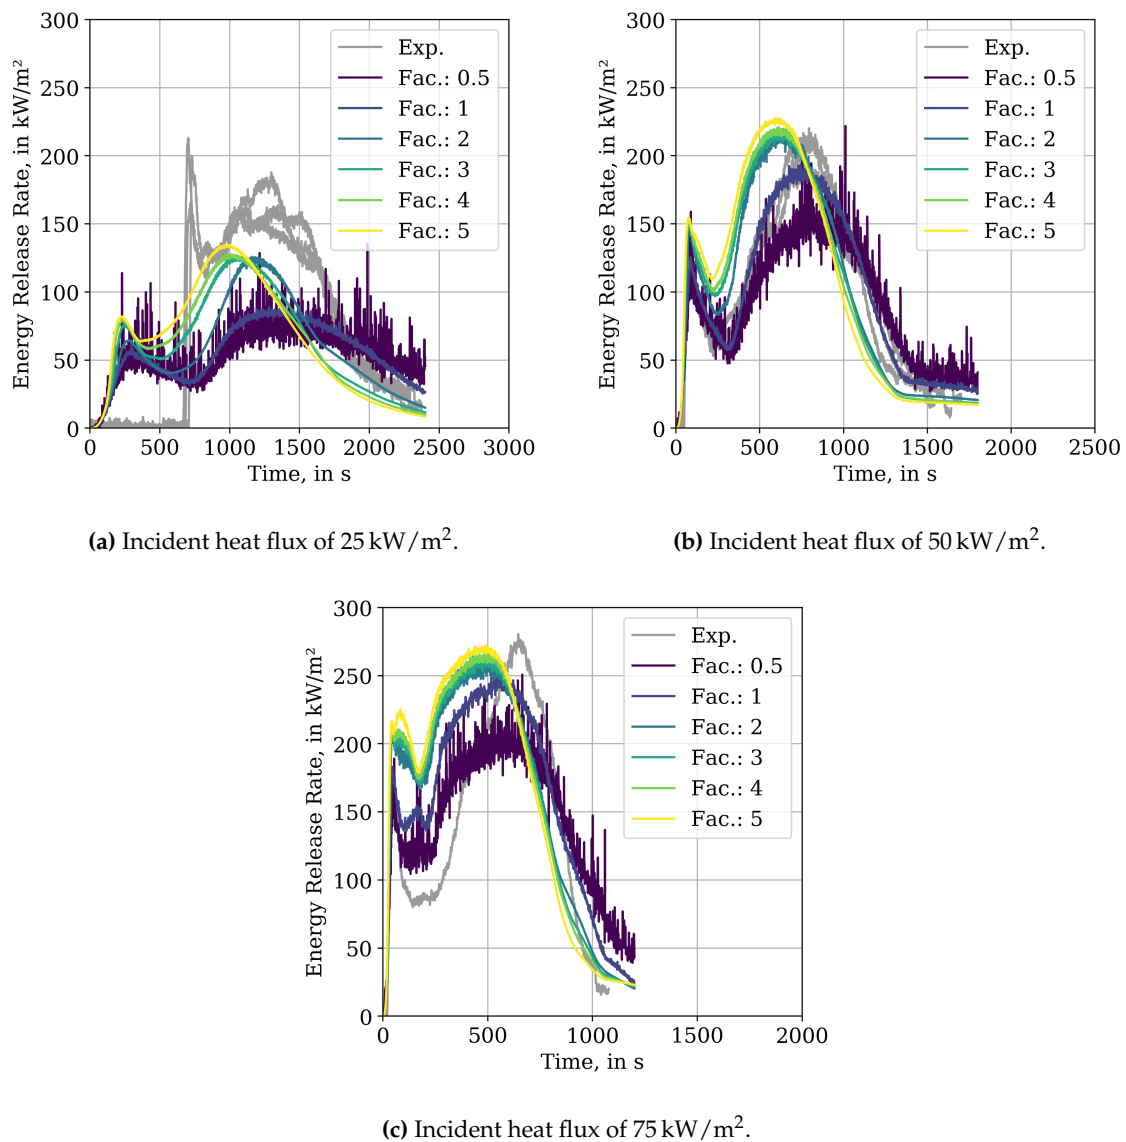 300
250
200
150
100
50
0
Energy Release Rate, in kW/m²
0 500 1000 1500 2000 2500 3000
Time, in s
Exp.
Fac.: 0.5
Fac.: 1
Fac.: 2
Fac.: 3
Fac.: 4
Fac.: 5
(a) Incident heat flux of 25 kW/m².
300
250
200
150
100
50
0
Energy Release Rate, in kW/m²
0 500 1000 1500 2000 2500
Time, in s
Exp.
Fac.: 0.5
Fac.: 1
Fac.: 2
Fac.: 3
Fac.: 4
Fac.: 5
(b) Incident heat flux of 50 kW/m².
300
250
200
150
100
50
0
Energy Release Rate, in kW/m²
0 500 1000 1500 2000
Time, in s
Exp.
Fac.: 0.5
Fac.: 1
Fac.: 2
Fac.: 3
Fac.: 4
Fac.: 5
(c) Incident heat flux of 75 kW/m².